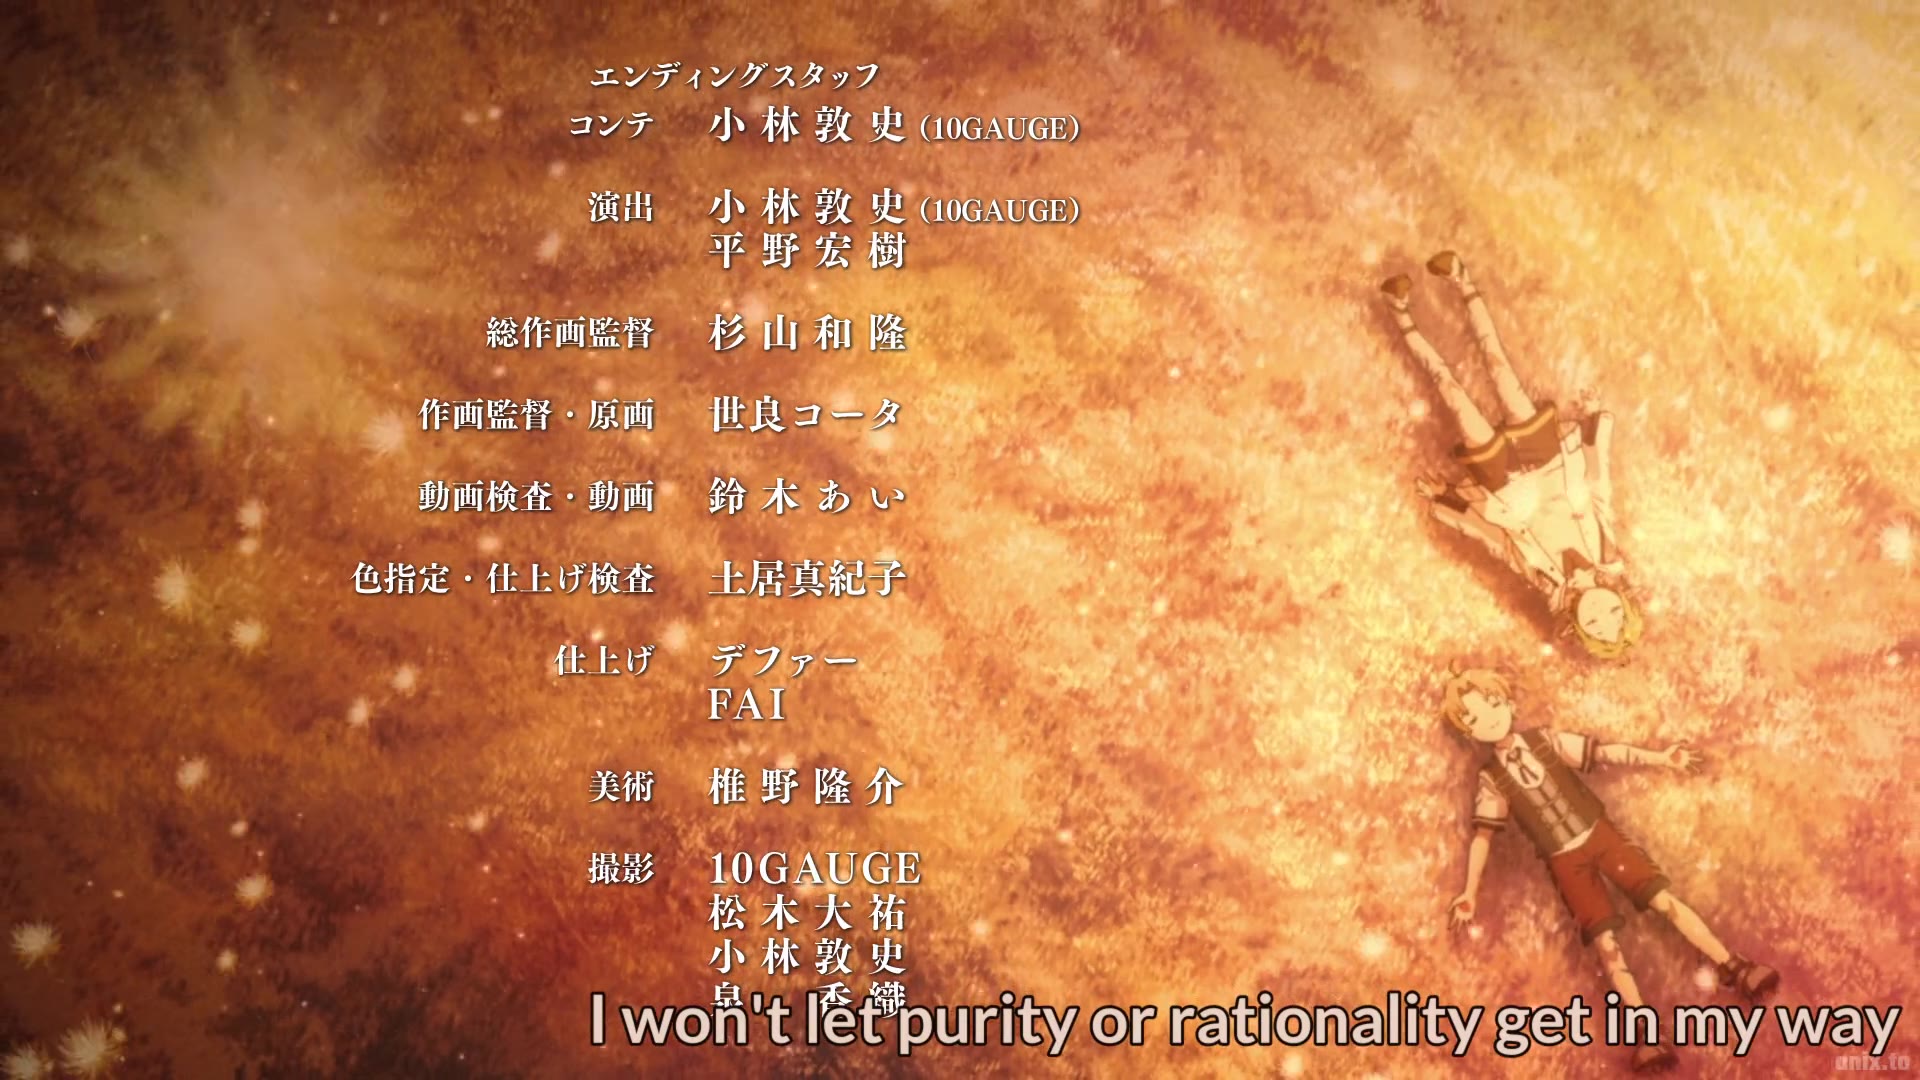 エンディングスタッフ
コンテ 小林敦史(10GAUGE)
演出 小林敦史(10GAUGE)
平野宏樹
総作画監督 杉山和隆
作画監督・原画 世良コータ
動画検査・動画 鈴木あい
色指定・仕上げ検査 土居真紀子
仕上げ デファー
FAI
美術 椎野隆介
撮影 10GAUGE
松木大祐
小林敦史
泉 香織
I won't let purity or rationality get in my way
anix.to